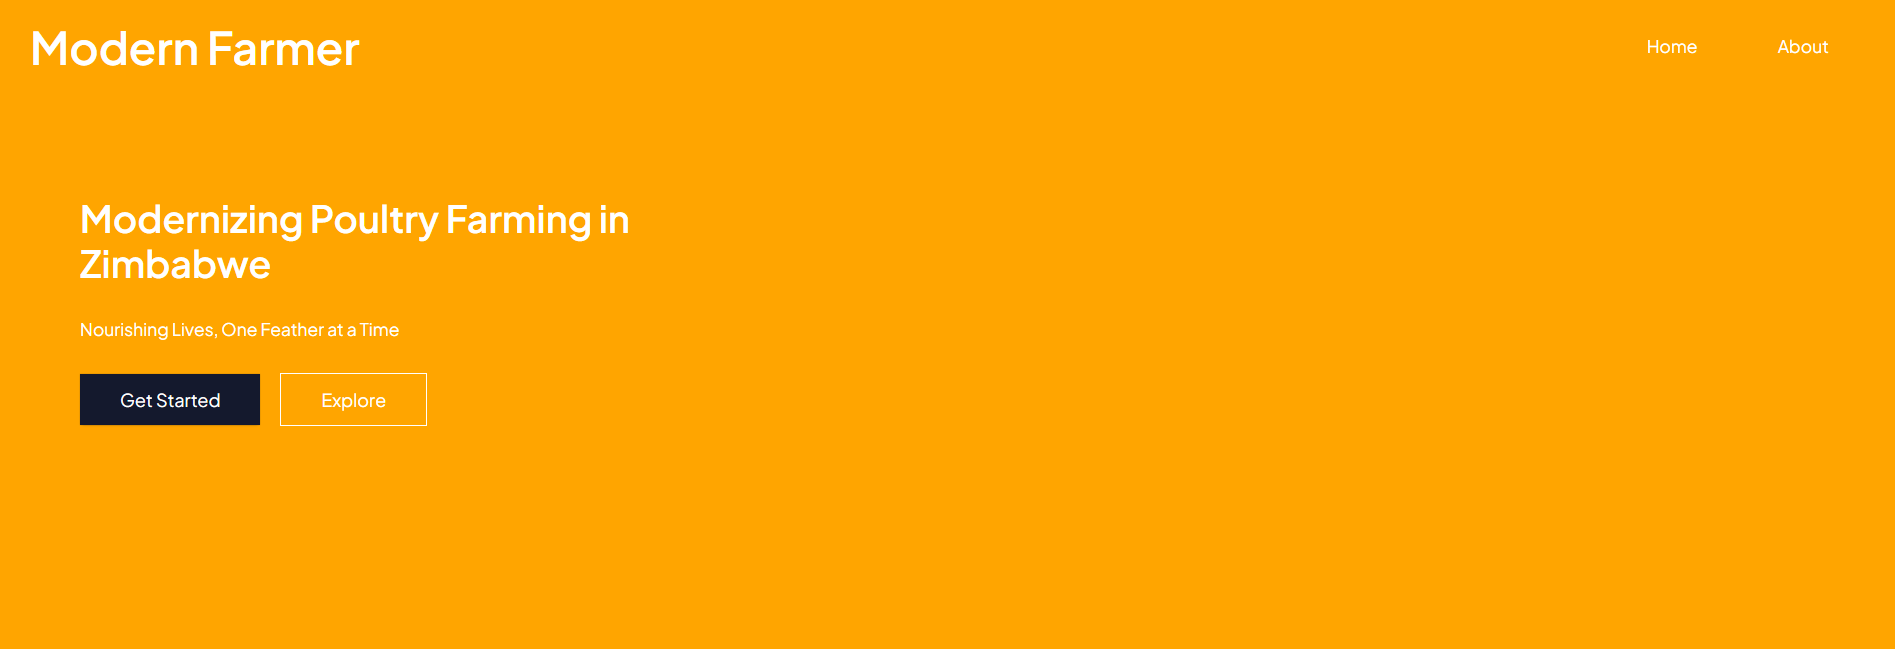 Modern Farmer
Home
About
Modernizing Poultry Farming in
Zimbabwe
Nourishing Lives, One Feather at a Time
Get Started
Explore